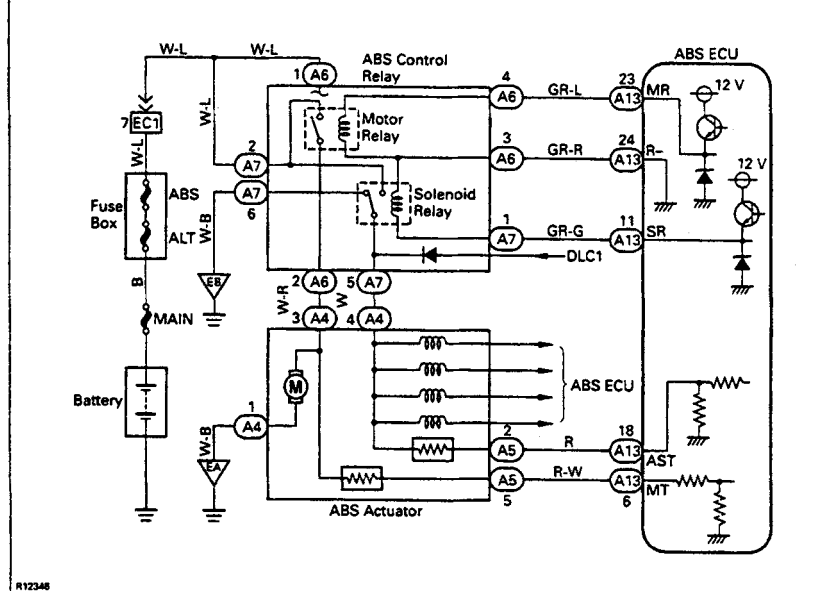 W-L
W-L
ABS Control
Relay
ABS ECU
1
A6
4
A6
GR-L
23
A13
MR
12 V
7
EC1
W-L
W-L
Motor
Relay
2
A7
3
A6
GR-R
24
A13
R-
12 V
Fuse
Box
ABS
ALT
A7
6
W-B
Solenoid
Relay
1
A7
GR-G
11
A13
SR
DLC1
EB
B
2
A6
5
A7
W-R
W
MAIN
3
A4
4
A4
M
ABS ECU
Battery
1
A4
W-B
EA
2
A5
R
18
A13
AST
A5
5
R-W
A13
6
MT
ABS Actuator
R12346